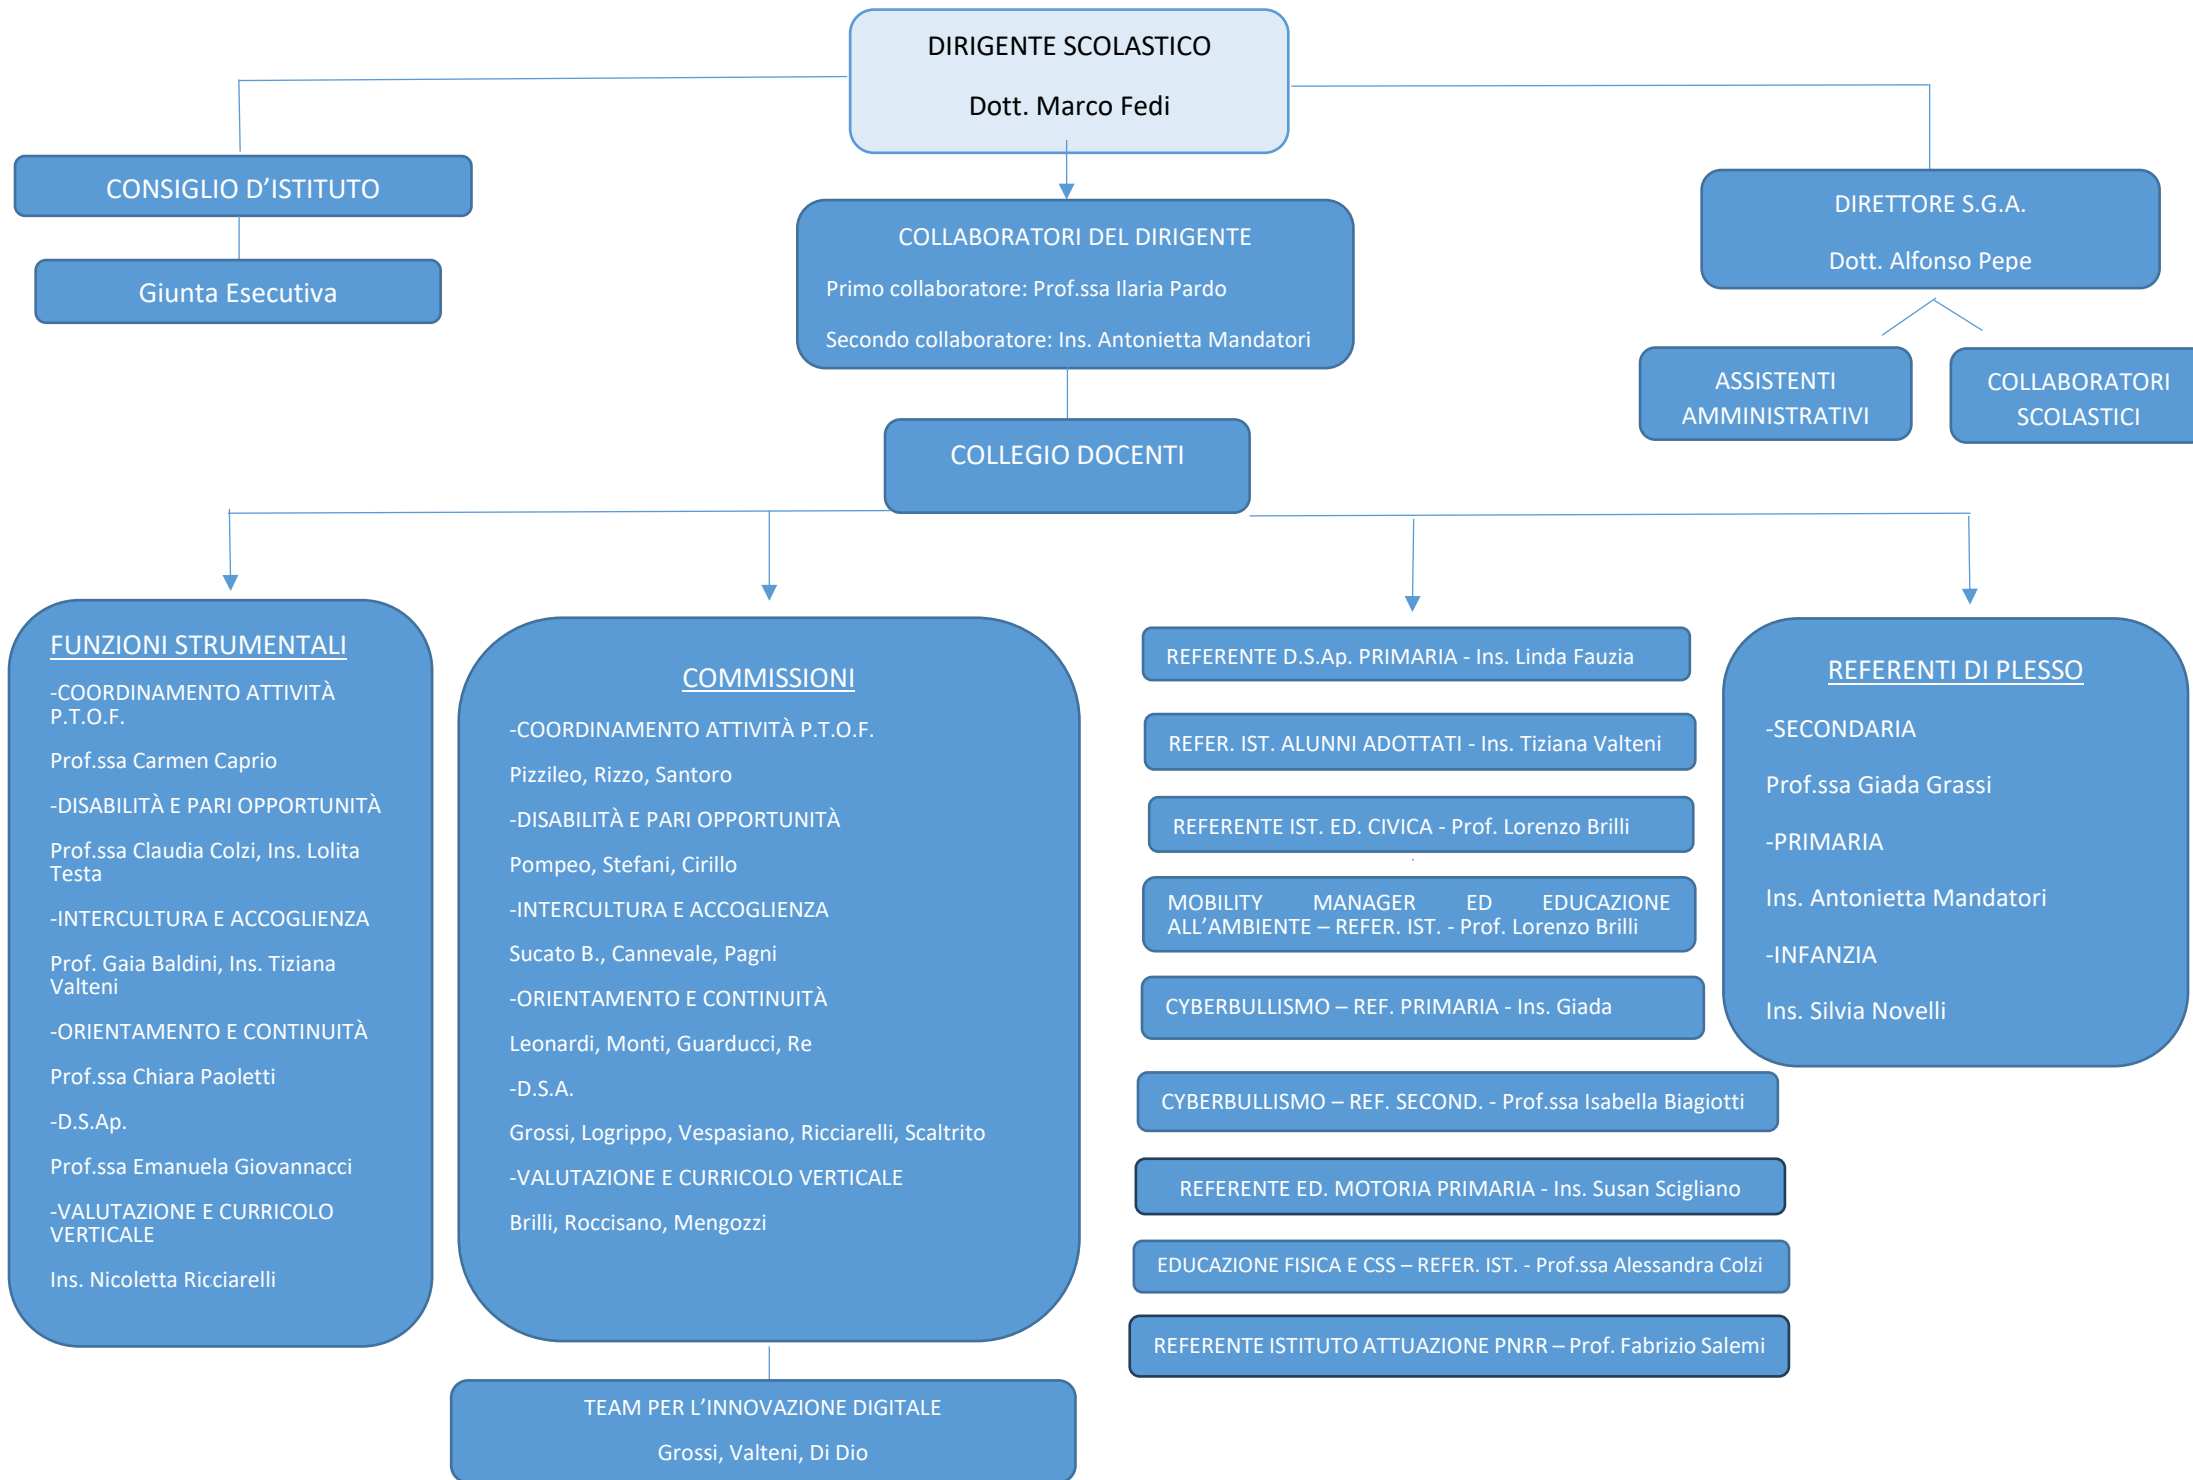 DIRIGENTE SCOLASTICO
Dott. Marco Fedi
CONSIGLIO D’ISTITUTO
Giunta Esecutiva
COLLABORATORI DEL DIRIGENTE
Primo collaboratore: Prof.ssa Ilaria Pardo
Secondo collaboratore: Ins. Antonietta Mandatori
DIRETTORE S.G.A.
Dott. Alfonso Pepe
ASSISTENTI
AMMINISTRATIVI
COLLABORATORI
SCOLASTICI
COLLEGIO DOCENTI
FUNZIONI STRUMENTALI
-COORDINAMENTO ATTIVITÀ
P.T.O.F.
Prof.ssa Carmen Caprio
-DISABILITÀ E PARI OPPORTUNITÀ
Prof.ssa Claudia Colzi, Ins. Lolita
Testa
-INTERCULTURA E ACCOGLIENZA
Prof. Gaia Baldini, Ins. Tiziana
Valteni
-ORIENTAMENTO E CONTINUITÀ
Prof.ssa Chiara Paoletti
-D.S.Ap.
Prof.ssa Emanuela Giovannacci
-VALUTAZIONE E CURRICOLO
VERTICALE
Ins. Nicoletta Ricciarelli
COMMISSIONI
-COORDINAMENTO ATTIVITÀ P.T.O.F.
Pizzileo, Rizzo, Santoro
-DISABILITÀ E PARI OPPORTUNITÀ
Pompeo, Stefani, Cirillo
-INTERCULTURA E ACCOGLIENZA
Sucato B., Cannevale, Pagni
-ORIENTAMENTO E CONTINUITÀ
Leonardi, Monti, Guarducci, Re
-D.S.A.
Grossi, Logrippo, Vespasiano, Ricciarelli, Scaltrito
-VALUTAZIONE E CURRICOLO VERTICALE
Brilli, Roccisano, Mengozzi
TEAM PER L’INNOVAZIONE DIGITALE
Grossi, Valteni, Di Dio
REFERENTE D.S.Ap. PRIMARIA - Ins. Linda Fauzia
REFER. IST. ALUNNI ADOTTATI - Ins. Tiziana Valteni
REFERENTE IST. ED. CIVICA - Prof. Lorenzo Brilli
MOBILITY MANAGER ED EDUCAZIONE
ALL’AMBIENTE – REFER. IST. - Prof. Lorenzo Brilli
CYBERBULLISMO – REF. PRIMARIA - Ins. Giada
CYBERBULLISMO – REF. SECOND. - Prof.ssa Isabella Biagiotti
REFERENTE ED. MOTORIA PRIMARIA - Ins. Susan Scigliano
EDUCAZIONE FISICA E CSS – REFER. IST. - Prof.ssa Alessandra Colzi
REFERENTE ISTITUTO ATTUAZIONE PNRR – Prof. Fabrizio Salemi
REFERENTI DI PLESSO
-SECONDARIA
Prof.ssa Giada Grassi
-PRIMARIA
Ins. Antonietta Mandatori
-INFANZIA
Ins. Silvia Novelli